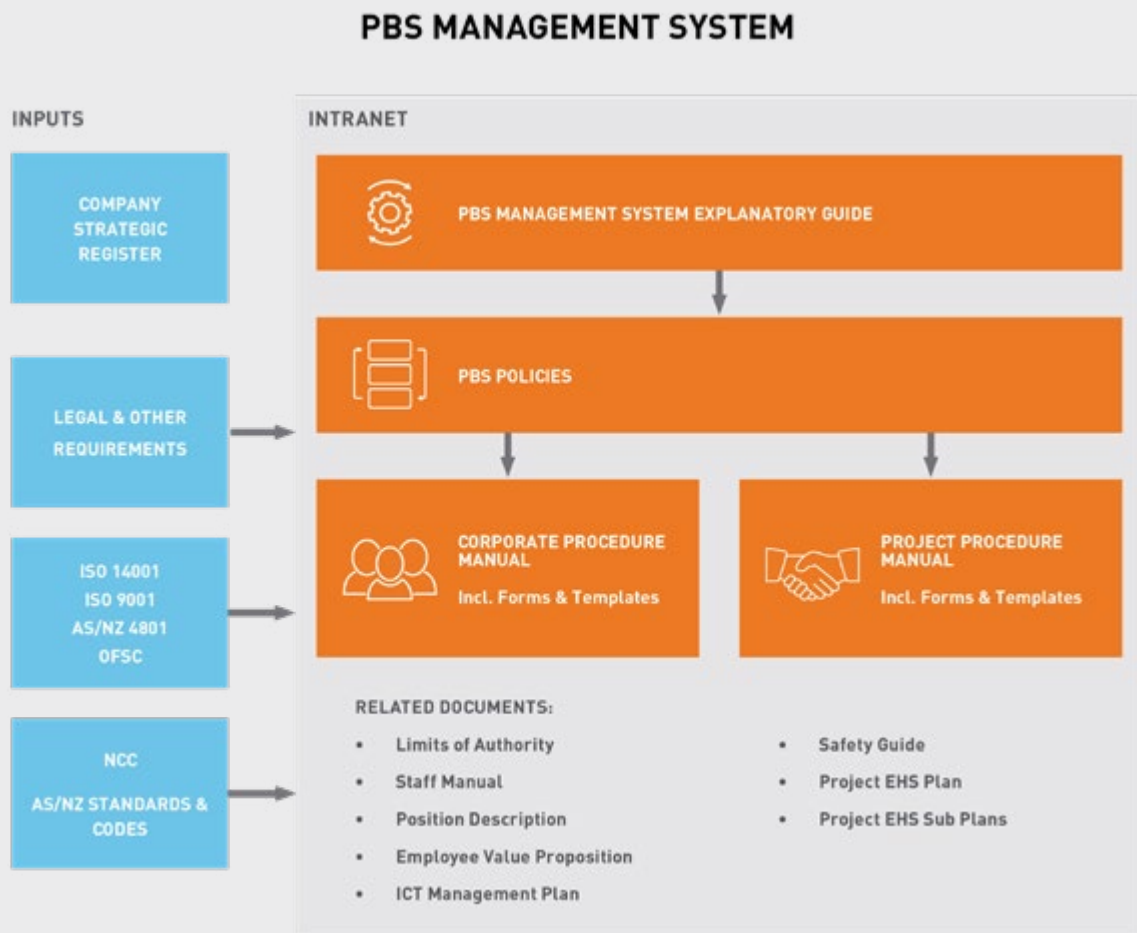 PBS MANAGEMENT SYSTEM
INPUTS
COMPANY
STRATEGIC
REGISTER
LEGAL & OTHER
REQUIREMENTS
ISO 14001
ISO 9001
AS/NZ 4801
OFSC
NCC
AS/NZ STANDARDS &
CODES
INTRANET
PBS MANAGEMENT SYSTEM EXPLANATORY GUIDE
PBS POLICIES
CORPORATE PROCEDURE
MANUAL
Incl. Forms & Templates
PROJECT PROCEDURE
MANUAL
Incl. Forms & Templates
RELATED DOCUMENTS:
• Limits of Authority
• Staff Manual
• Position Description
• Employee Value Proposition
• ICT Management Plan
• Safety Guide
• Project EHS Plan
• Project EHS Sub Plans